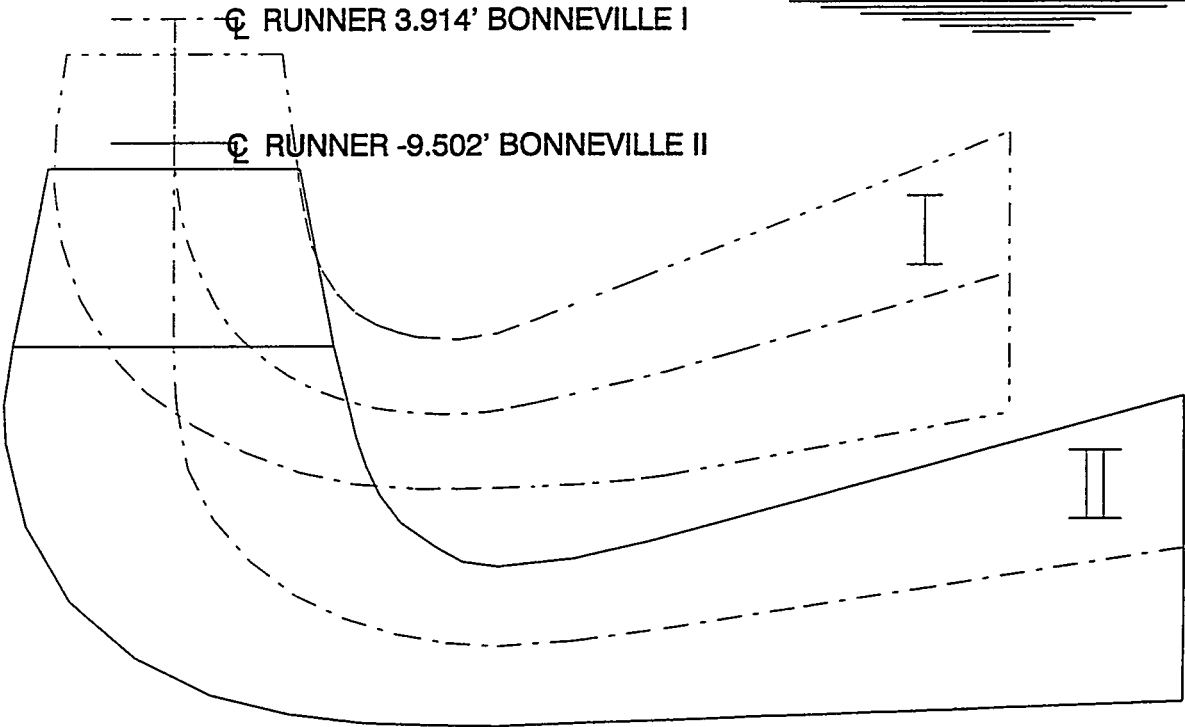 ℄ RUNNER 3.914' BONNEVILLE I
℄ RUNNER -9.502' BONNEVILLE II
I
II